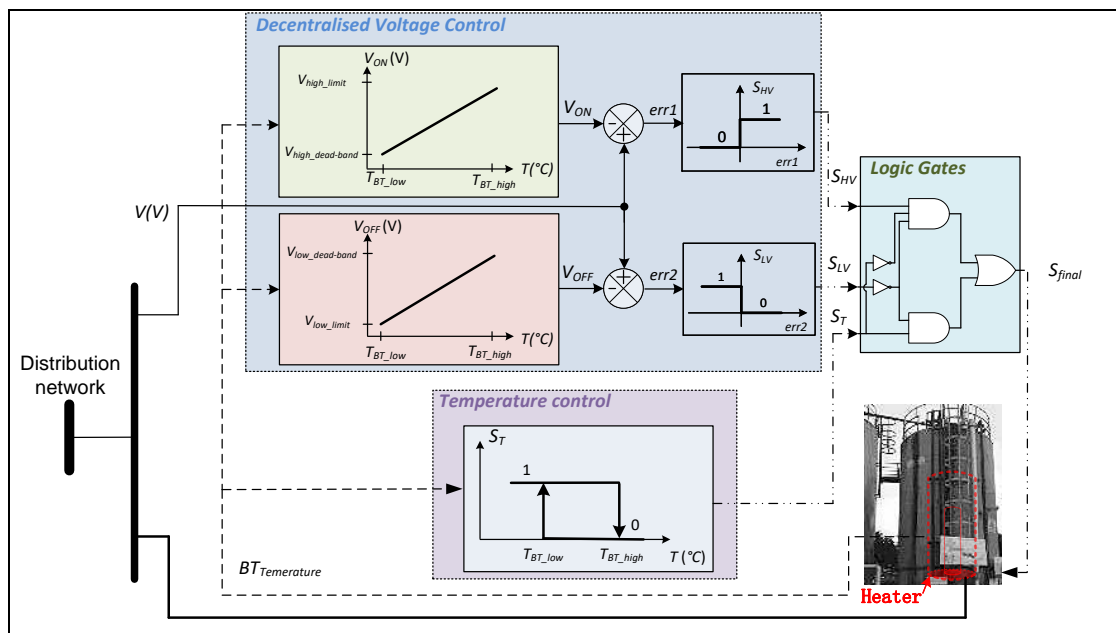 Decentralised Voltage Control
V_ON (V)
V_high_limit
V_high_dead-band
T_BT_low
T_BT_high
T(°C)
V_ON
-
+
err1
S_HV
1
0
err1
S_HV
Logic Gates
V(V)
V_OFF (V)
V_low_dead-band
V_low_limit
T_BT_low
T_BT_high
T(°C)
V_OFF
-
+
err2
S_LV
1
0
err2
S_LV
S_T
S_final
Distribution
network
Temperature control
S_T
1
0
T_BT_low
T_BT_high
T (°C)
BT_Temerature
Heater